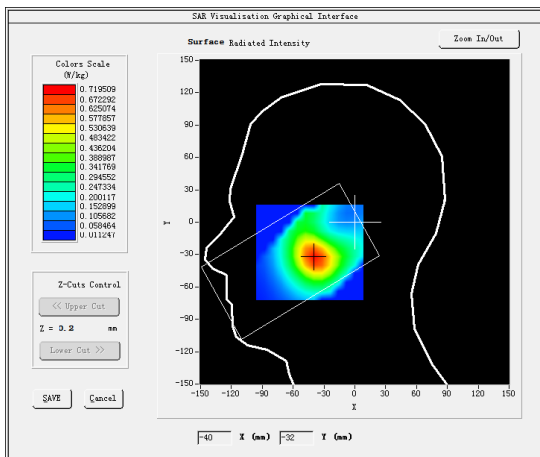 SAR Visualisation Graphical Interface
Surface Radiated Intensity
Zoom In/Out
Colors Scale
(W/kg)
0.719509
0.672292
0.625074
0.577857
0.530639
0.483422
0.436204
0.388987
0.341769
0.294552
0.247334
0.200117
0.152899
0.105682
0.058464
0.011247
150
120
90
60
30
0
-30
-60
-90
-120
-150
Y
-150 -120 -90 -60 -30 0 30 60 90 120 150
X
Z-Cuts Control
<< Upper Cut
Z = 0.2 mm
Lower Cut >>
SAVE
Cancel
-40 X (mm) -32 Y (mm)